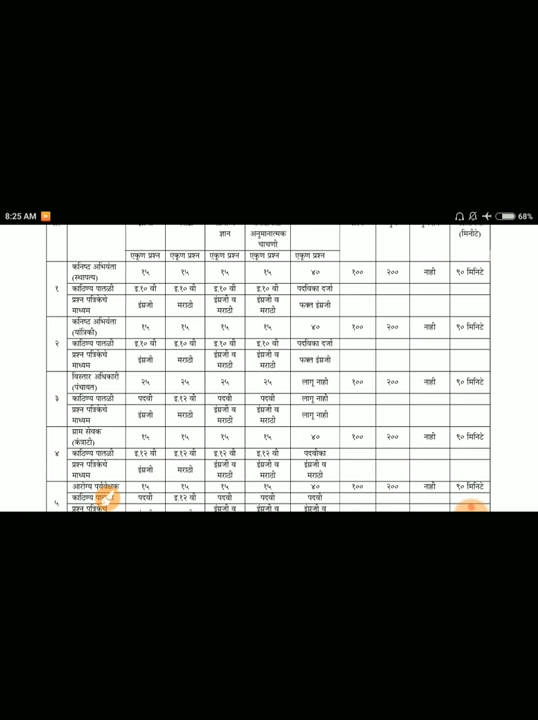 8:25 AM 68%
ज्ञान अनुमानात्मक (मिनीटे)
चाचणी
एकूण प्रश्न एकूण प्रश्न एकूण प्रश्न एकूण प्रश्न एकूण प्रश्न
१ कनिष्ठ अभियंता (स्थापत्य) १५ १५ १५ १५ ४० १०० २०० नाही ९० मिनिटे
काठिण्य पातळी इ.१० वी इ.१० वी इ.१० वी इ.१० वी पदविका दर्जा
प्रश्न पत्रिकेचे माध्यम इंग्रजी मराठी इंग्रजी व मराठी इंग्रजी व मराठी फक्त इंग्रजी
२ कनिष्ठ अभियंता (यांत्रिकी) १५ १५ १५ १५ ४० १०० २०० नाही ९० मिनिटे
काठिण्य पातळी इ.१० वी इ.१० वी इ.१० वी इ.१० वी पदविका दर्जा
प्रश्न पत्रिकेचे माध्यम इंग्रजी मराठी इंग्रजी व मराठी इंग्रजी व मराठी फक्त इंग्रजी
३ विस्तार अधिकारी (पंचायत) २५ २५ २५ २५ लागू नाही १०० २०० नाही ९० मिनिटे
काठिण्य पातळी पदवी इ.१२ वी पदवी पदवी लागू नाही
प्रश्न पत्रिकेचे माध्यम इंग्रजी मराठी इंग्रजी व मराठी इंग्रजी व मराठी लागू नाही
४ ग्राम सेवक (कंत्राटी) १५ १५ १५ १५ ४० १०० २०० नाही ९० मिनिटे
काठिण्य पातळी इ.१२ वी इ.१२ वी इ.१२ वी इ.१२ वी पदवीका
प्रश्न पत्रिकेचे माध्यम इंग्रजी मराठी इंग्रजी व मराठी इंग्रजी व मराठी इंग्रजी व मराठी
५ आरोग्य पर्यवेक्षक १५ १५ १५ १५ ४० १०० २०० नाही ९० मिनिटे
काठिण्य पदवी इ.१२ वी पदवी पदवी पदवी
प्रश्न पत्रिकेचे इंग्रजी व इंग्रजी व इंग्रजी व